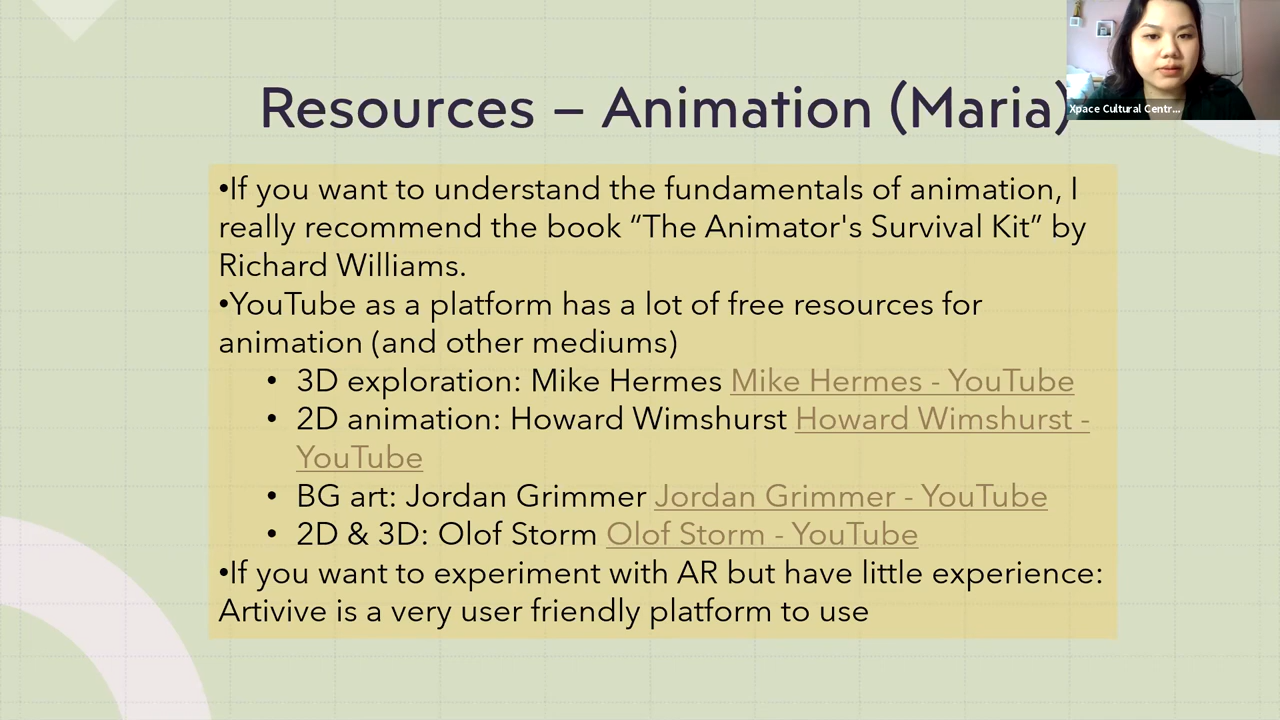 Resources – Animation (Maria)
Xpace Cultural Centr...
•If you want to understand the fundamentals of animation, I
really recommend the book “The Animator's Survival Kit” by
Richard Williams.
•YouTube as a platform has a lot of free resources for
animation (and other mediums)
• 3D exploration: Mike Hermes Mike Hermes - YouTube
• 2D animation: Howard Wimshurst Howard Wimshurst -
YouTube
• BG art: Jordan Grimmer Jordan Grimmer - YouTube
• 2D & 3D: Olof Storm Olof Storm - YouTube
•If you want to experiment with AR but have little experience:
Artivive is a very user friendly platform to use